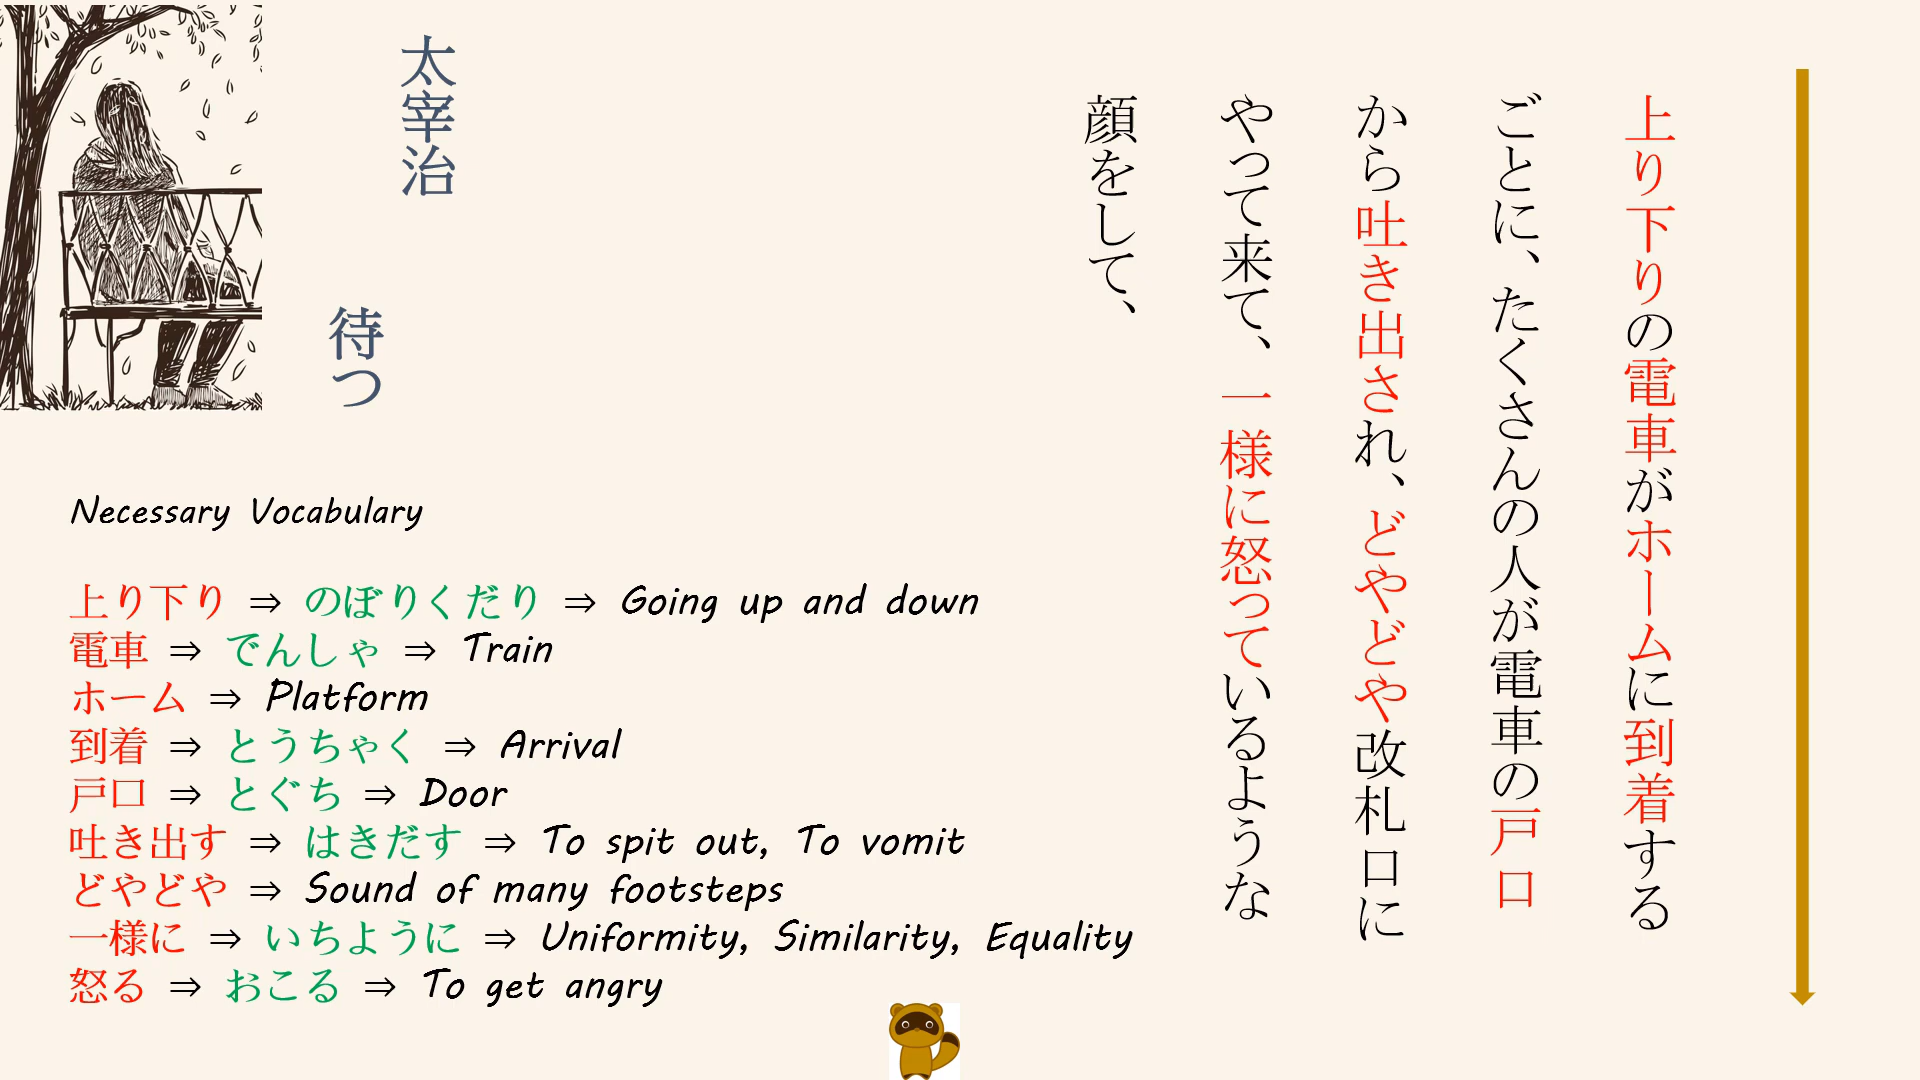 上り下りの電車がホームに到着する
ごとに、たくさんの人が電車の戸口
から吐き出され、どやどや改札口に
やって来て、一様に怒っているような
顔をして、
太宰治
待つ
Necessary Vocabulary
上り下り ⇒ のぼりくだり ⇒ Going up and down
電車 ⇒ でんしゃ ⇒ Train
ホーム ⇒ Platform
到着 ⇒ とうちゃく ⇒ Arrival
戸口 ⇒ とぐち ⇒ Door
吐き出す ⇒ はきだす ⇒ To spit out, To vomit
どやどや ⇒ Sound of many footsteps
一様に ⇒ いちように ⇒ Uniformity, Similarity, Equality
怒る ⇒ おこる ⇒ To get angry